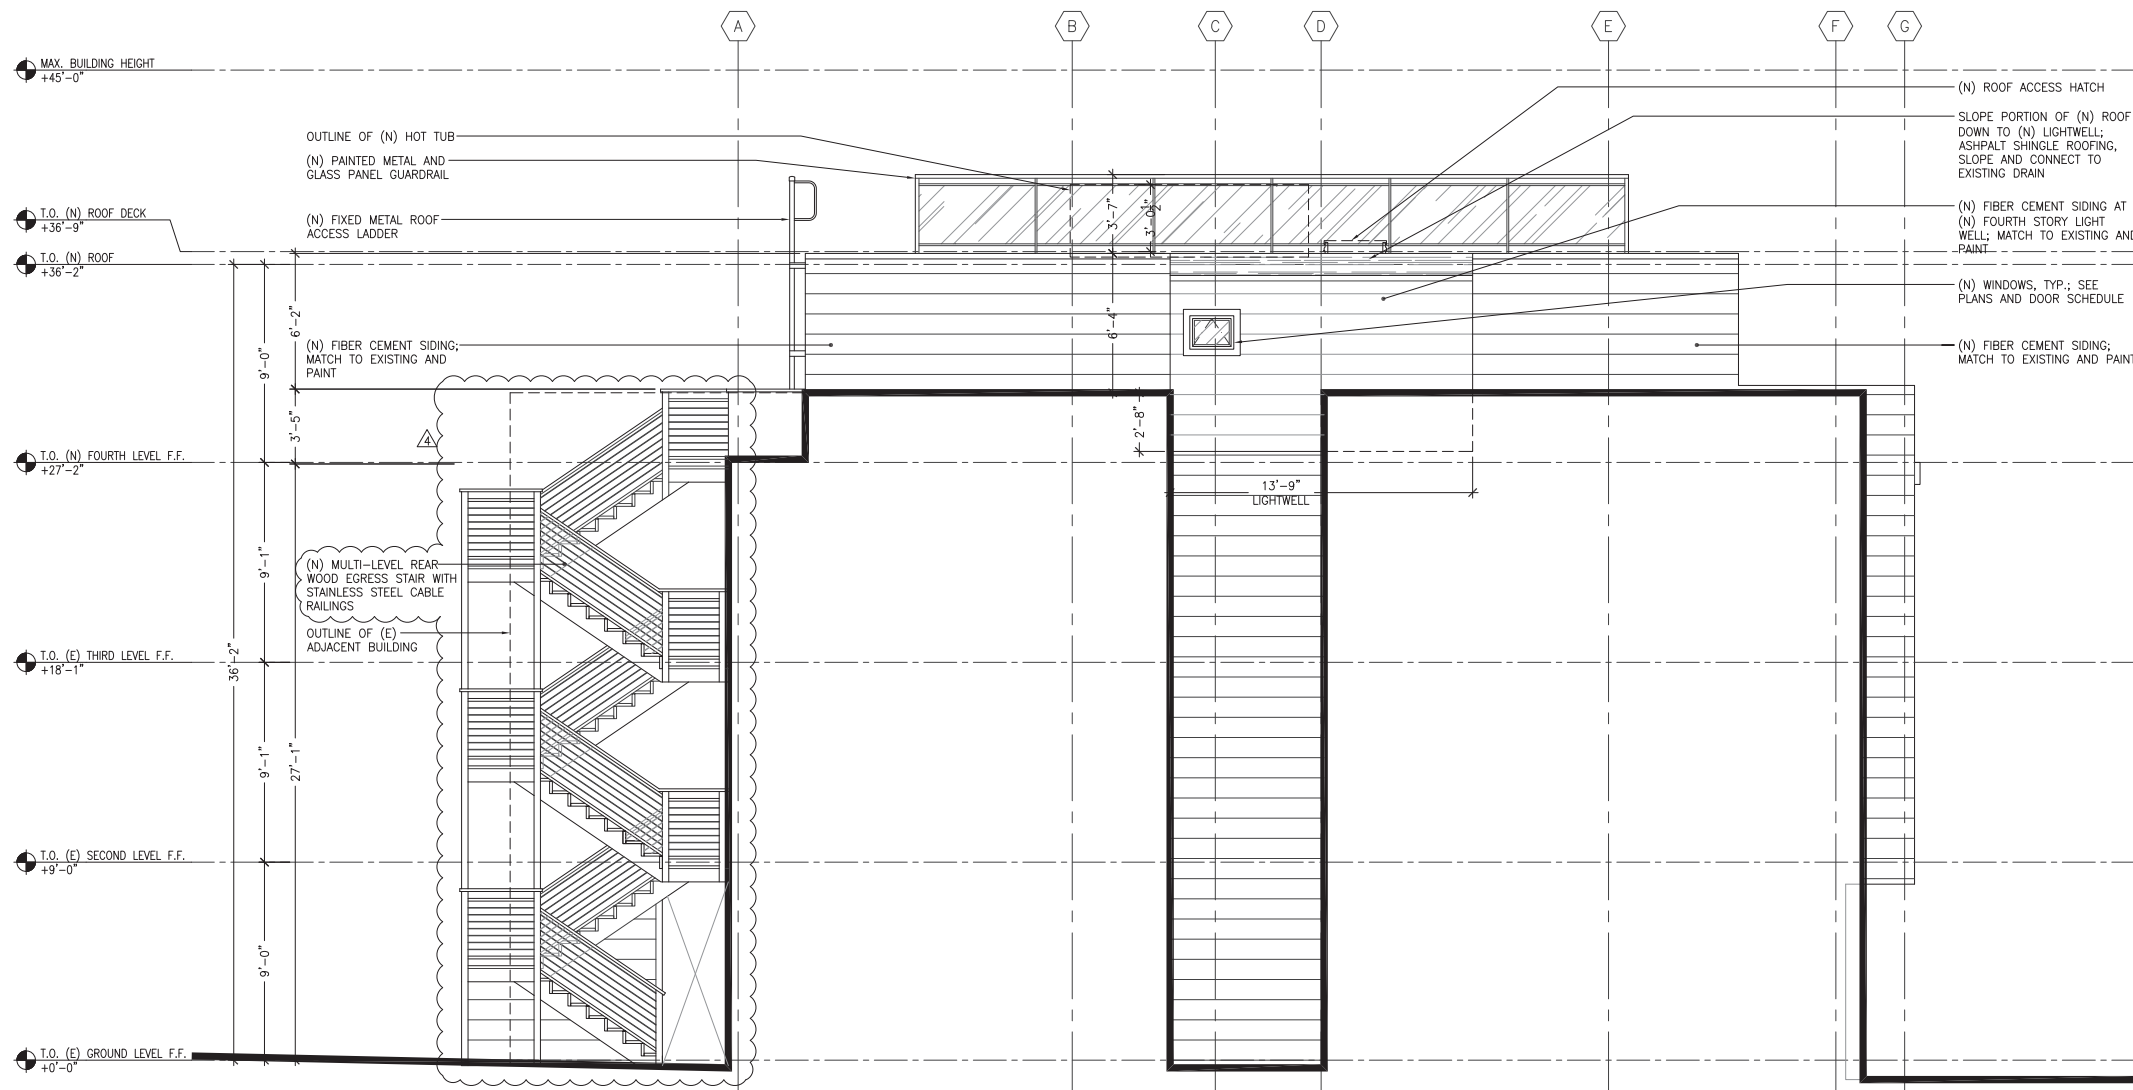 A
B
C
D
E
F
G
MAX. BUILDING HEIGHT
+45'-0"
(N) ROOF ACCESS HATCH
SLOPE PORTION OF (N) ROOF
DOWN TO (N) LIGHTWELL;
ASHPALT SHINGLE ROOFING,
SLOPE AND CONNECT TO
EXISTING DRAIN
OUTLINE OF (N) HOT TUB
(N) PAINTED METAL AND
GLASS PANEL GUARDRAIL
T.O. (N) ROOF DECK
+36'-9"
(N) FIXED METAL ROOF
ACCESS LADDER
3'-7"
3'-0½"
(N) FIBER CEMENT SIDING AT
(N) FOURTH STORY LIGHT
WELL; MATCH TO EXISTING AND
PAINT
T.O. (N) ROOF
+36'-2"
(N) WINDOWS, TYP.; SEE
PLANS AND DOOR SCHEDULE
6'-2"
9'-0"
6'-4"
(N) FIBER CEMENT SIDING;
MATCH TO EXISTING AND
PAINT
(N) FIBER CEMENT SIDING;
MATCH TO EXISTING AND PAINT
3'-5"
2'-8"
4
T.O. (N) FOURTH LEVEL F.F.
+27'-2"
13'-9"
LIGHTWELL
9'-1"
(N) MULTI-LEVEL REAR
WOOD EGRESS STAIR WITH
STAINLESS STEEL CABLE
RAILINGS
OUTLINE OF (E)
ADJACENT BUILDING
T.O. (E) THIRD LEVEL F.F.
+18'-1"
36'-2"
9'-1"
27'-1"
T.O. (E) SECOND LEVEL F.F.
+9'-0"
9'-0"
T.O. (E) GROUND LEVEL F.F.
+0'-0"